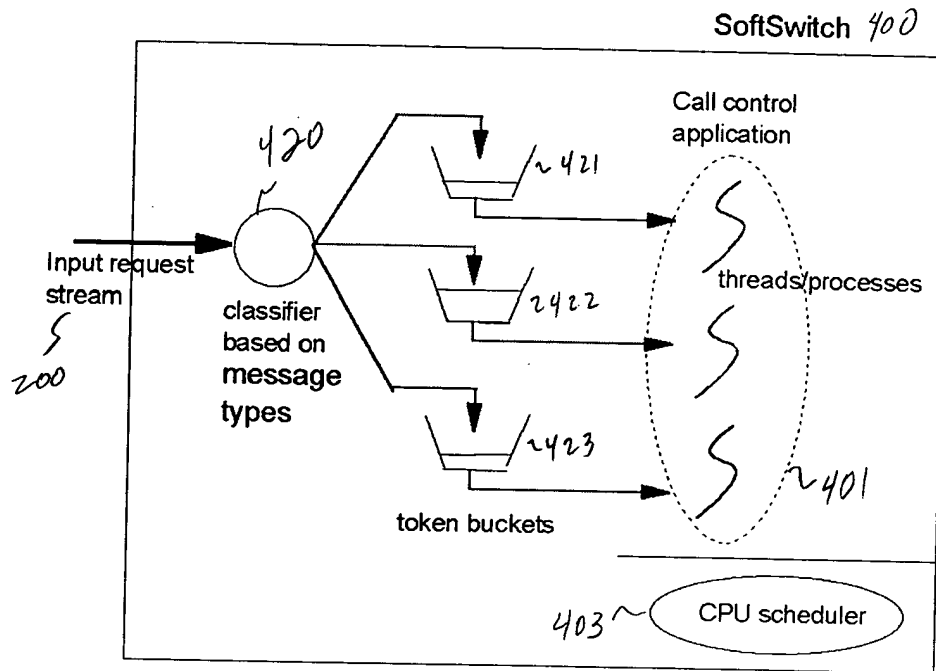 SoftSwitch 400
Call control
application
420
~421
Input request
stream
200
classifier
based on
message
types
threads/processes
~422
~423
~401
token buckets
403~
CPU scheduler